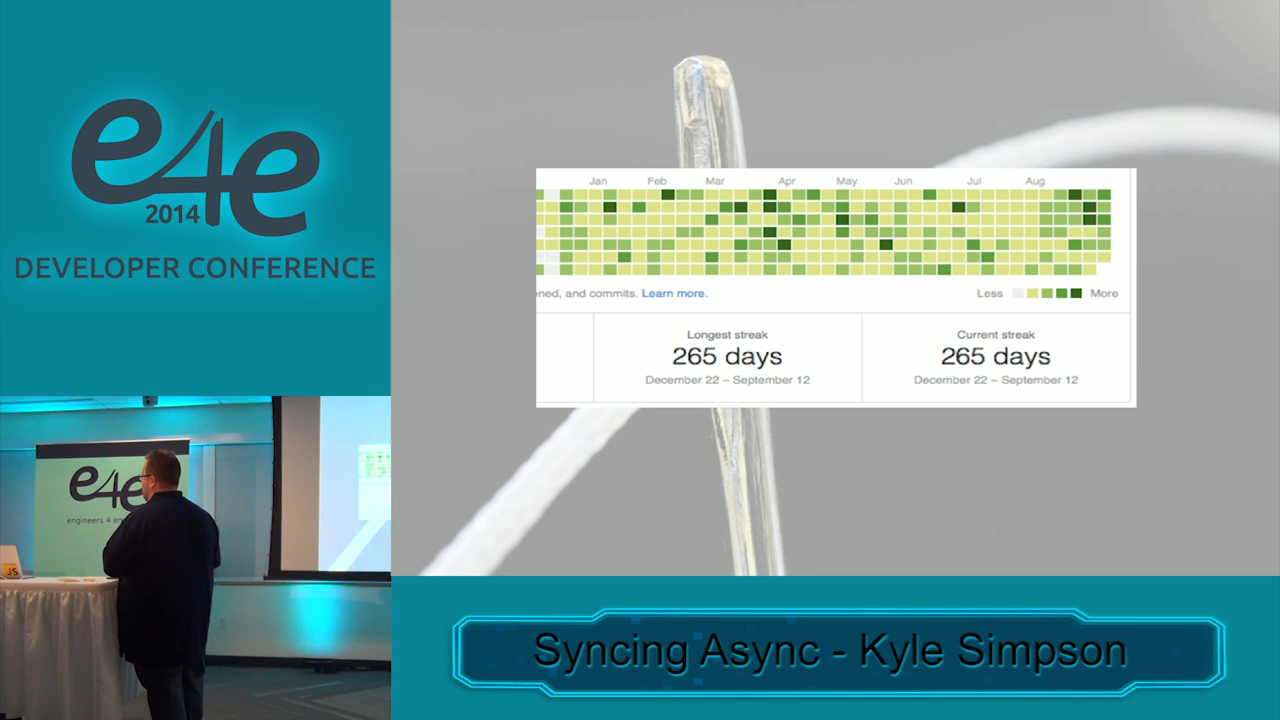 e4e
2014
DEVELOPER CONFERENCE
Jan Feb Mar Apr May Jun Jul Aug
ned, and commits. Learn more.
Less More
Longest streak
265 days
December 22 – September 12
Current streak
265 days
December 22 – September 12
e4e
engineers 4 en
JS
Syncing Async - Kyle Simpson